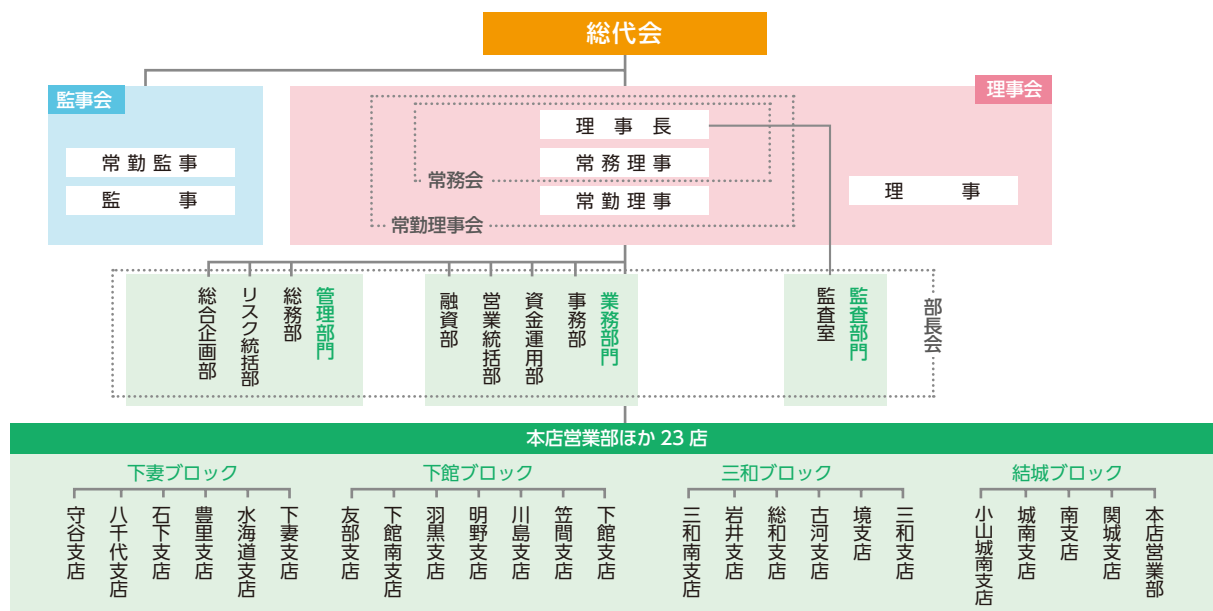 総代会
監事会
常勤監事
監　　事
理事会
理 事 長
常務理事
常務会
常勤理事
常勤理事会
理　　事
管理部門
総務部
リスク統括部
総合企画部
業務部門
事務部
資金運用部
営業統括部
融資部
監査部門
監査室
部長会
本店営業部ほか 23 店
下妻ブロック
守谷支店
八千代支店
石下支店
豊里支店
水海道支店
下妻支店
下館ブロック
友部支店
下館南支店
羽黒支店
明野支店
川島支店
笠間支店
下館支店
三和ブロック
三和南支店
岩井支店
総和支店
古河支店
境支店
三和支店
結城ブロック
小山城南支店
城南支店
南支店
関城支店
本店営業部